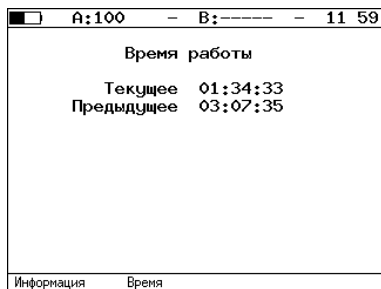 A:100 – B:----- – 11 59
Время работы
Текущее 01:34:33
Предыдущее 03:07:35
Информация Время